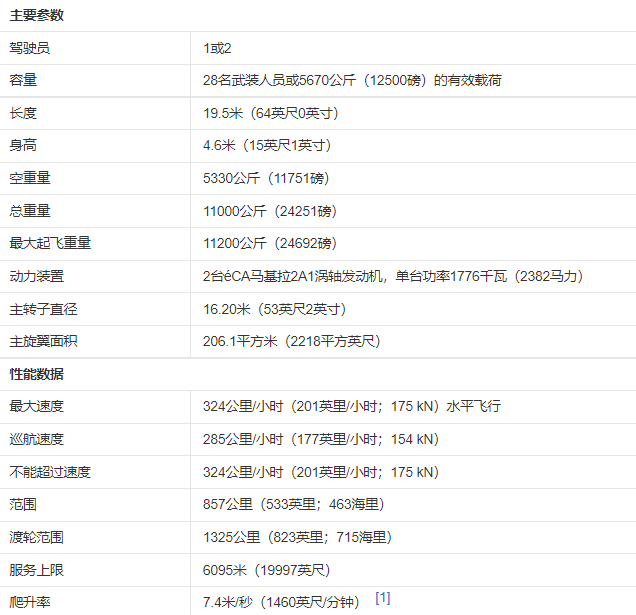 主要参数
驾驶员 1或2
容量 28名武装人员或5670公斤（12500磅）的有效载荷
长度 19.5米（64英尺0英寸）
身高 4.6米（15英尺1英寸）
空重量 5330公斤（11751磅）
总重量 11000公斤（24251磅）
最大起飞重量 11200公斤（24692磅）
动力装置 2台éCA马基拉2A1涡轴发动机，单台功率1776千瓦（2382马力）
主转子直径 16.20米（53英尺2英寸）
主旋翼面积 206.1平方米（2218平方英尺）
性能数据
最大速度 324公里/小时（201英里/小时；175 kN）水平飞行
巡航速度 285公里/小时（177英里/小时；154 kN）
不能超过速度 324公里/小时（201英里/小时；175 kN）
范围 857公里（533英里；463海里）
渡轮范围 1325公里（823英里；715海里）
服务上限 6095米（19997英尺）
爬升率 7.4米/秒（1460英尺/分钟） [1]